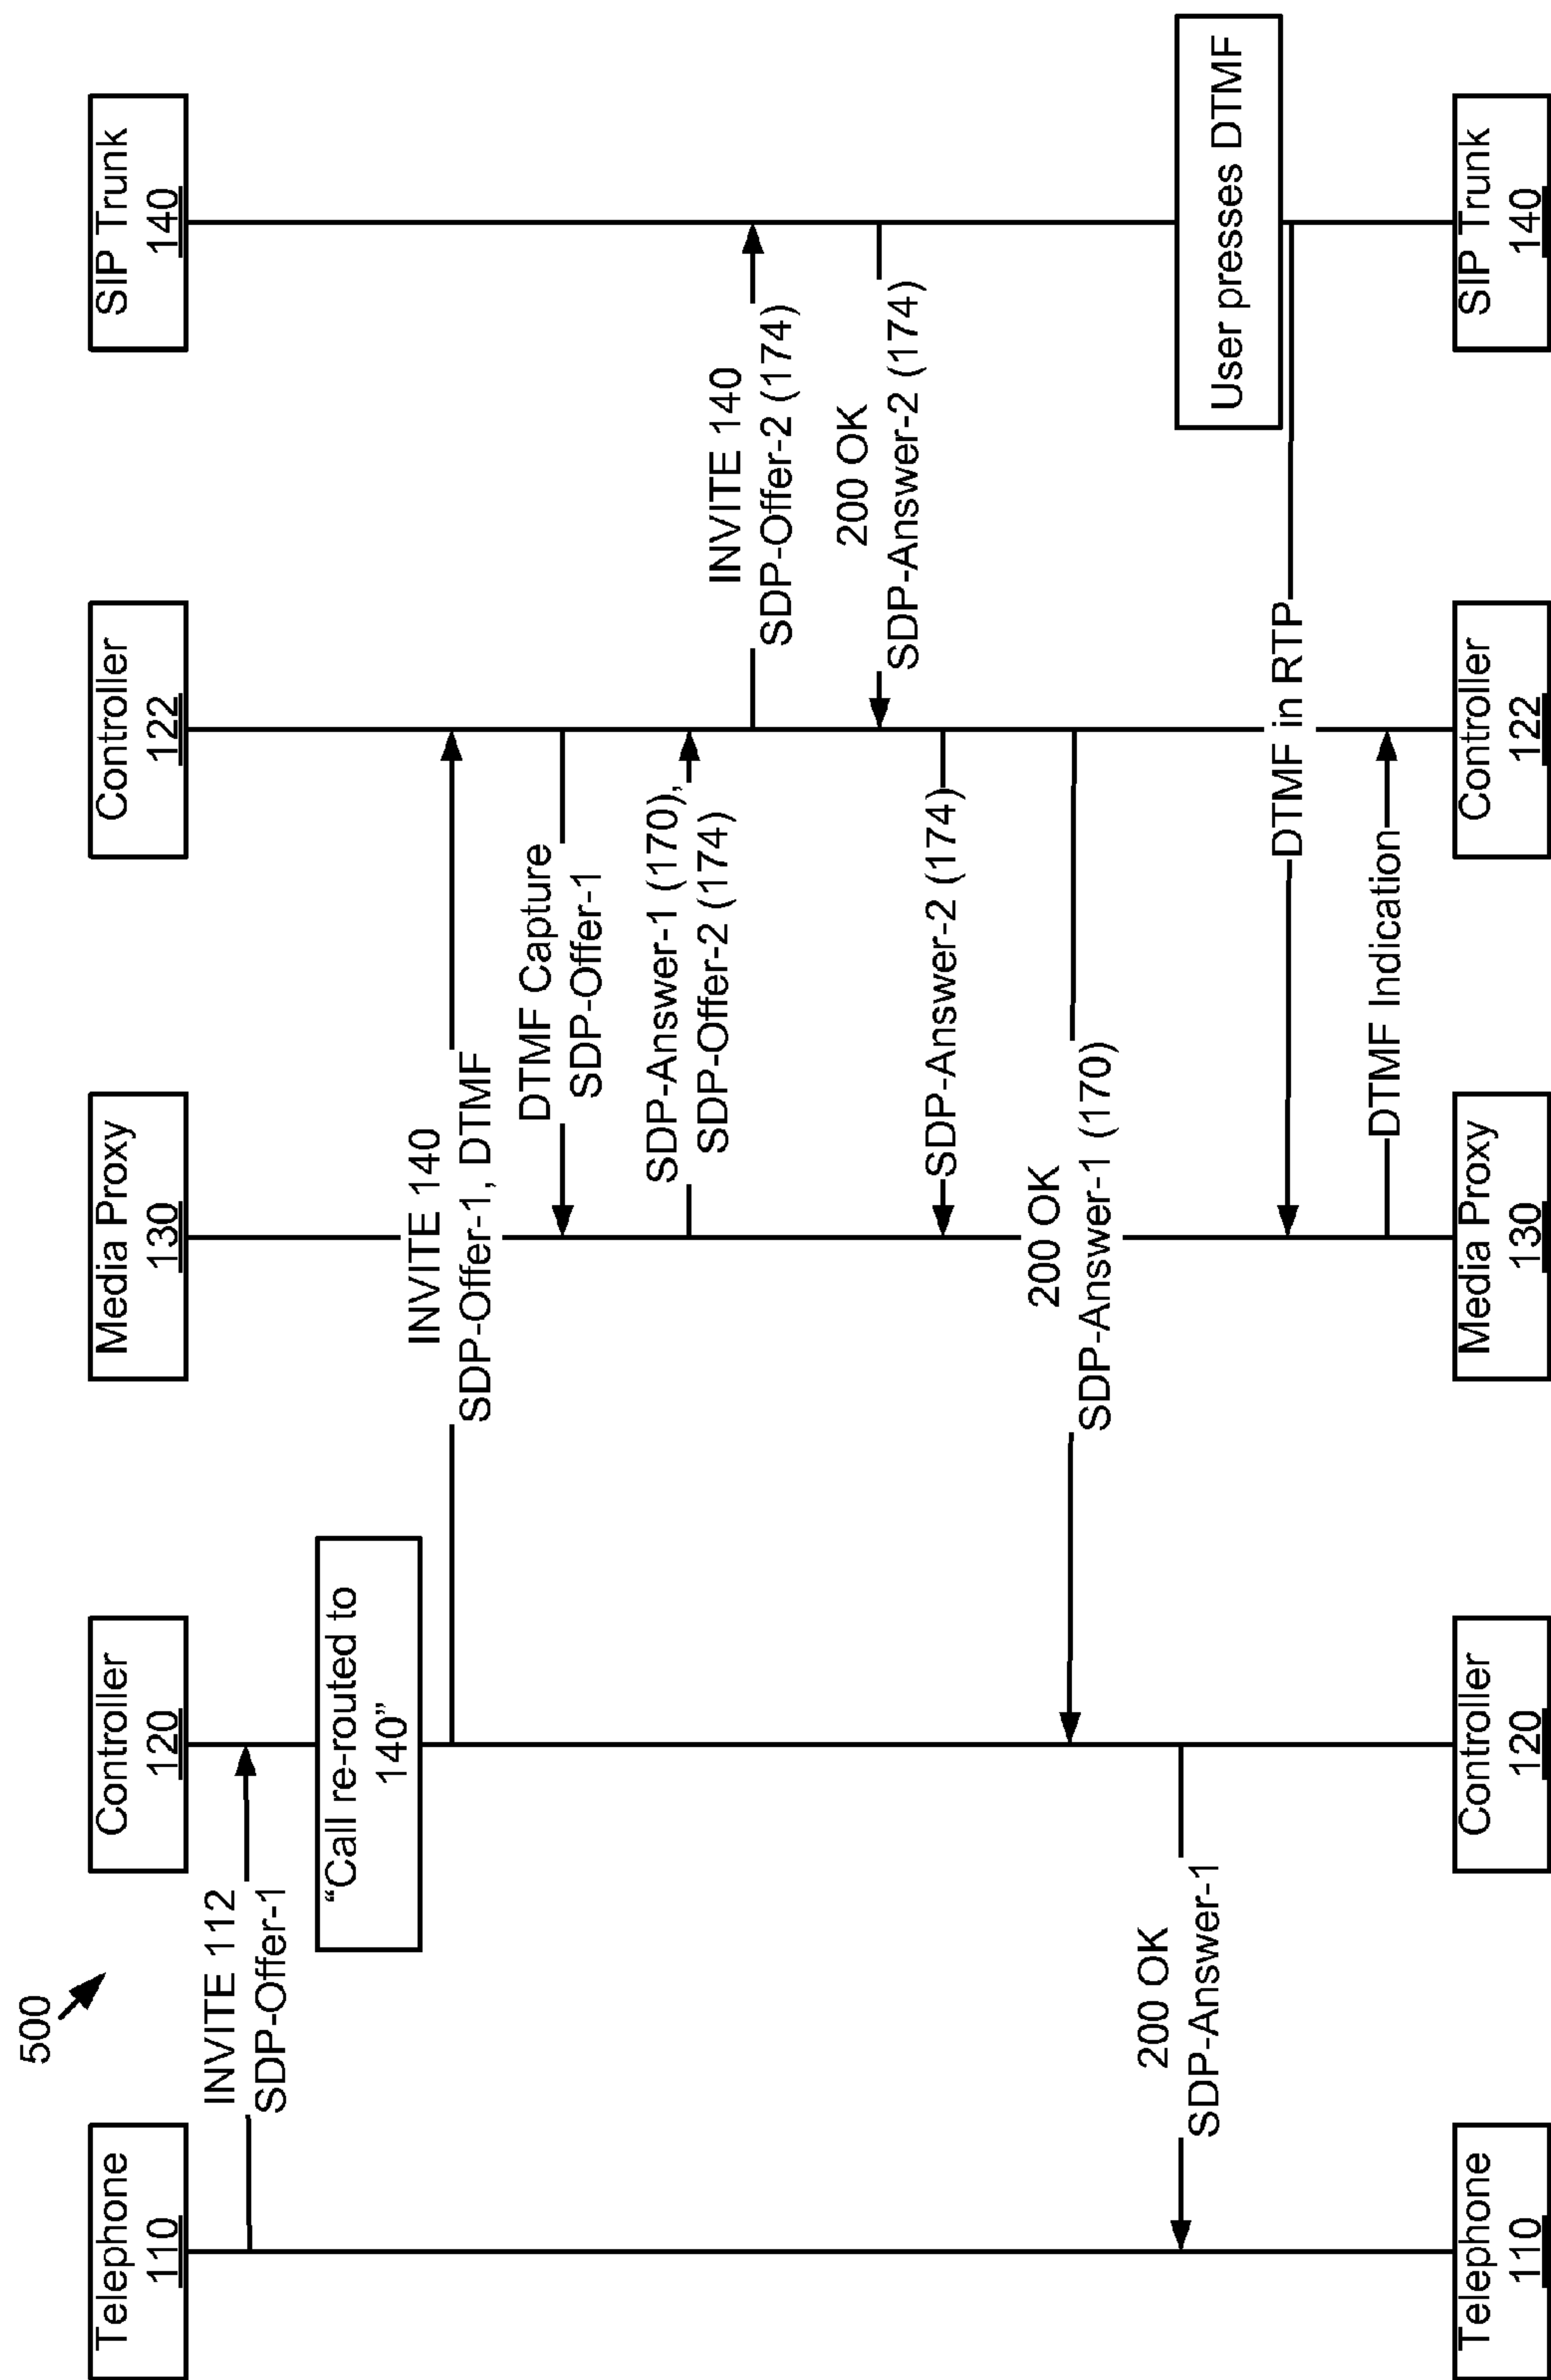 500
Telephone
110
Controller
120
Media Proxy
130
Controller
122
SIP Trunk
140
INVITE 112
SDP-Offer-1
“Call re-routed to
140”
INVITE 140
SDP-Offer-1, DTMF
DTMF Capture
SDP-Offer-1
SDP-Answer-1 (170),
SDP-Offer-2 (174)
INVITE 140
SDP-Offer-2 (174)
200 OK
SDP-Answer-2 (174)
SDP-Answer-2 (174)
200 OK
SDP-Answer-1 (170)
200 OK
SDP-Answer-1
User presses DTMF
DTMF in RTP
DTMF Indication
Telephone
110
Controller
120
Media Proxy
130
Controller
122
SIP Trunk
140